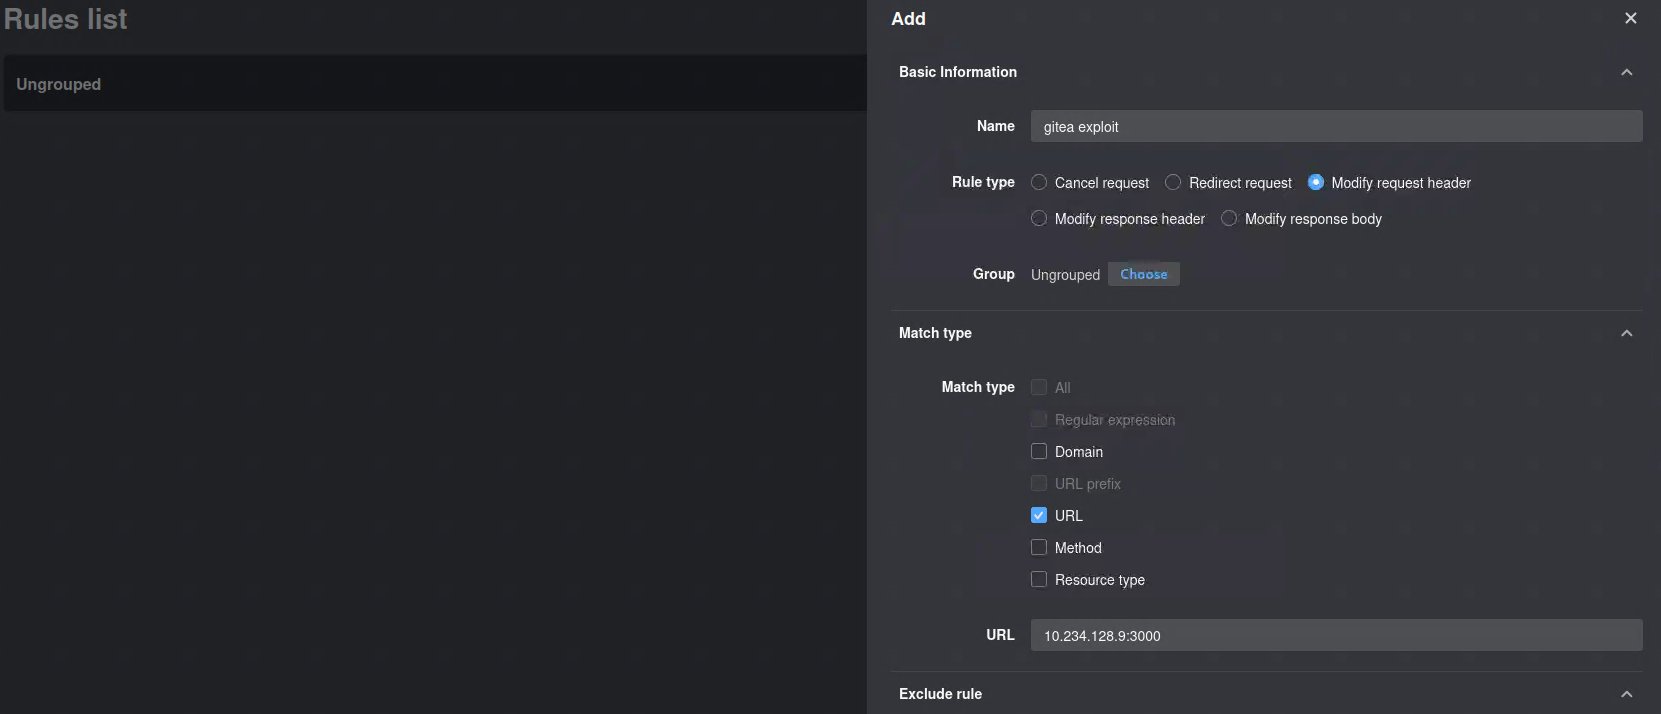 Rules list
Ungrouped
Add
Basic Information
Name gitea exploit
Rule type Cancel request Redirect request Modify request header
Modify response header Modify response body
Group Ungrouped Choose
Match type
Match type All
Regular expression
Domain
URL prefix
URL
Method
Resource type
URL 10.234.128.9:3000
Exclude rule